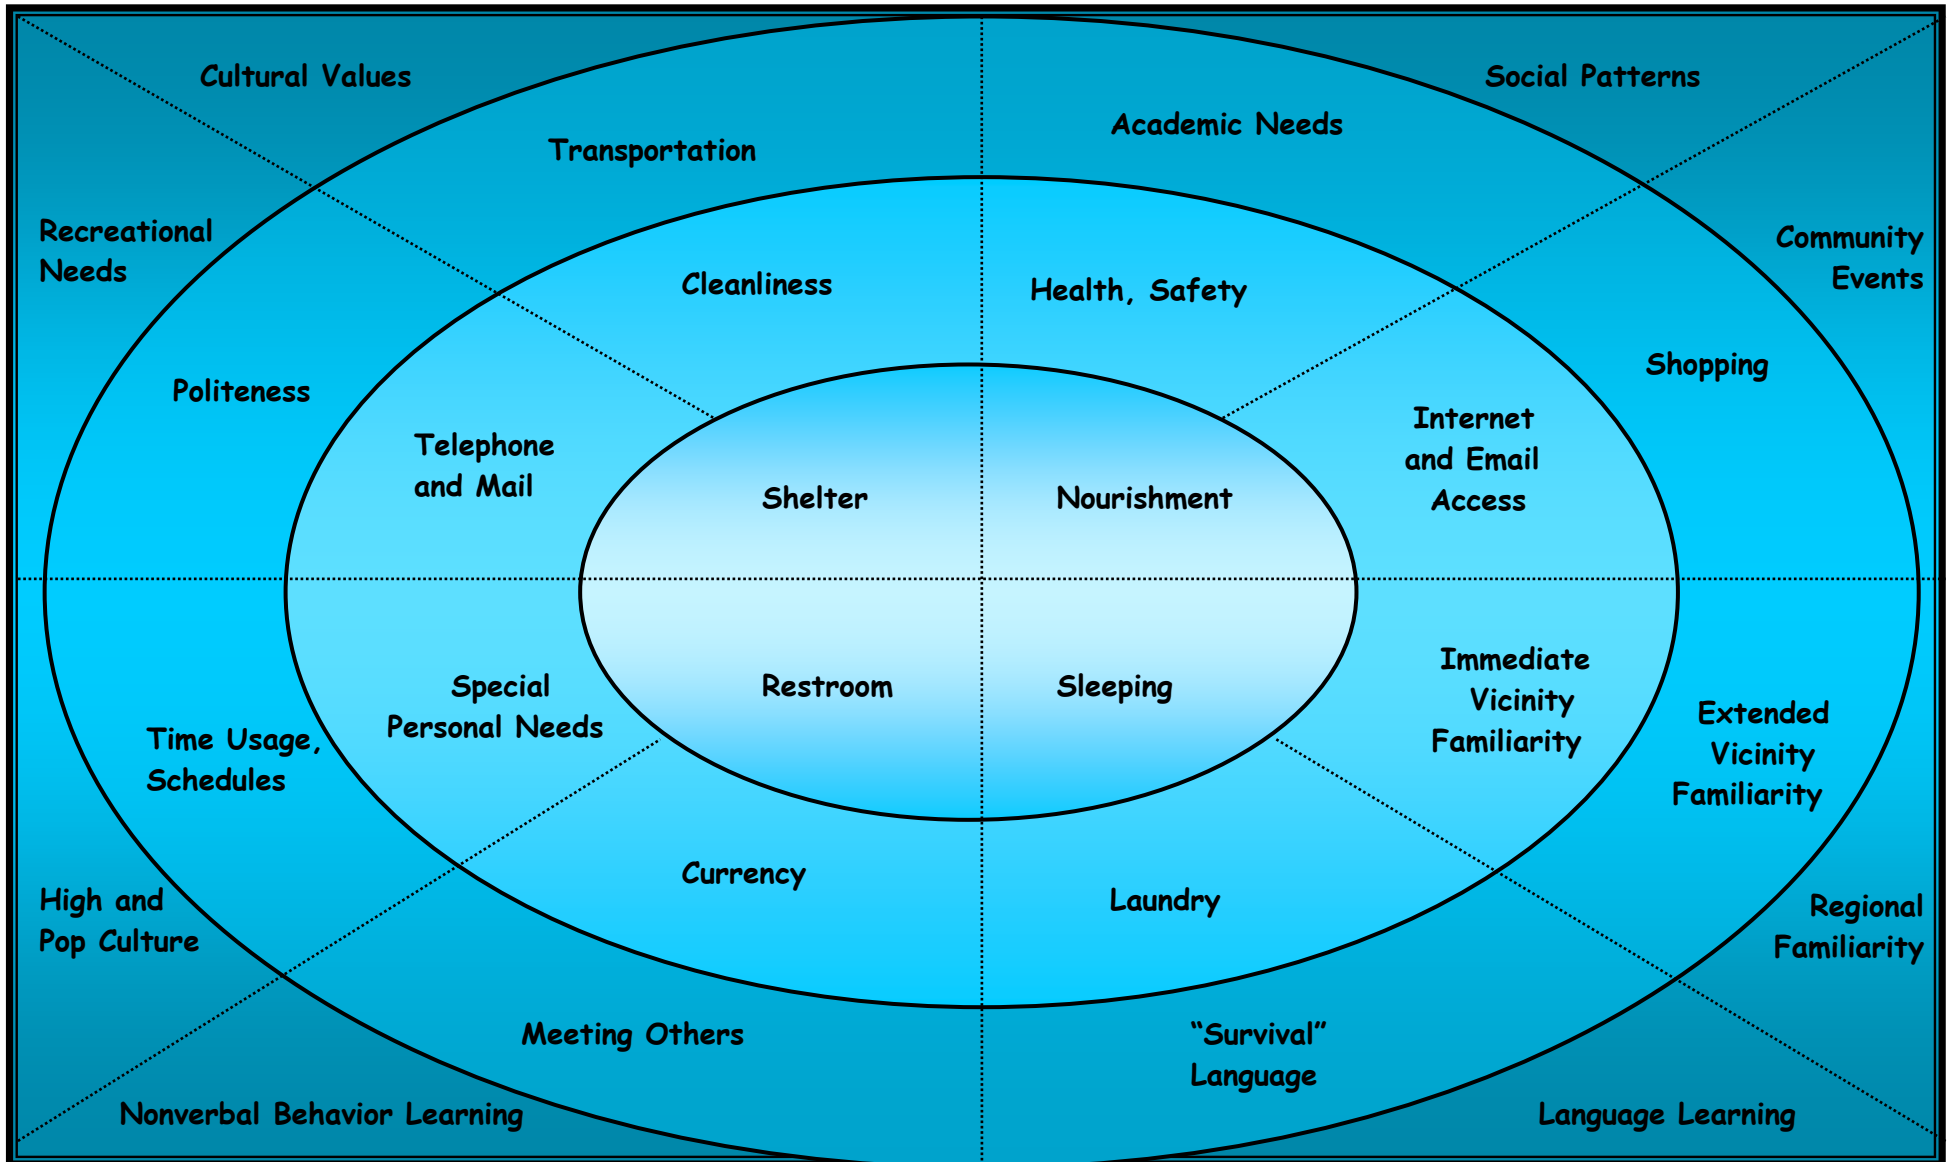 Cultural Values
Social Patterns
Transportation
Academic Needs
Recreational
Needs
Community
Events
Cleanliness
Health, Safety
Politeness
Shopping
Telephone
and Mail
Internet
and Email
Access
Shelter
Nourishment
Restroom
Sleeping
Special
Personal Needs
Immediate
Vicinity
Familiarity
Time Usage,
Schedules
Extended
Vicinity
Familiarity
Currency
Laundry
High and
Pop Culture
Regional
Familiarity
Meeting Others
“Survival”
Language
Nonverbal Behavior Learning
Language Learning